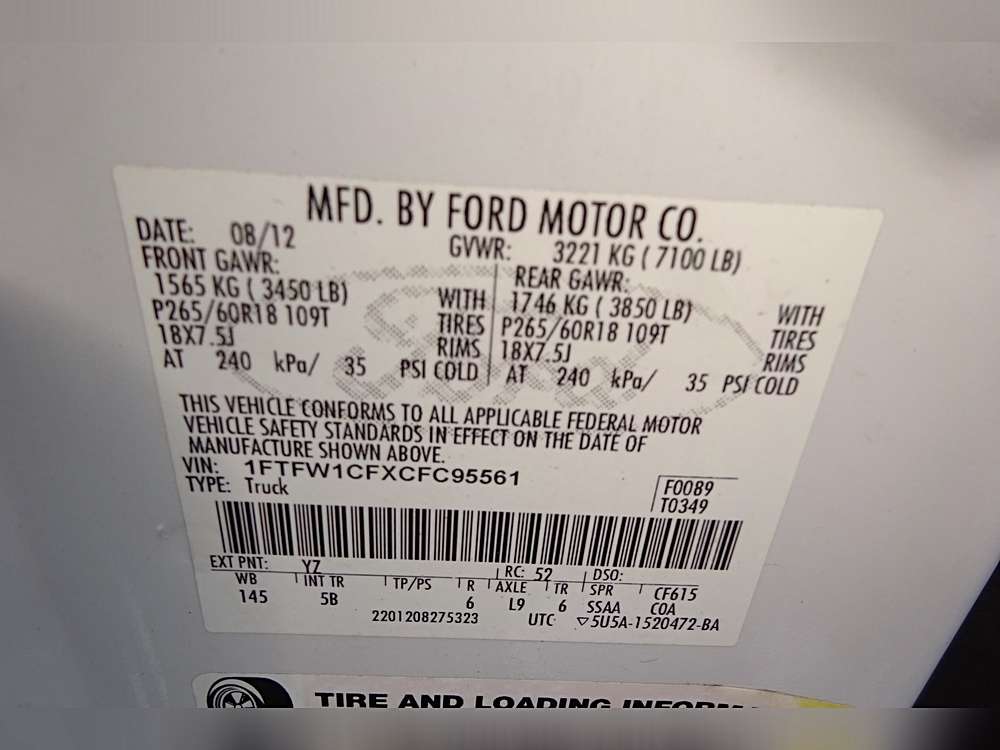 MFD. BY FORD MOTOR CO.
DATE: 08/12 GVWR: 3221 KG ( 7100 LB)
FRONT GAWR: REAR GAWR:
1565 KG ( 3450 LB) WITH 1746 KG ( 3850 LB) WITH
P265/60R18 109T TIRES P265/60R18 109T TIRES
18X7.5J RIMS 18X7.5J RIMS
AT 240 kPa/ 35 PSI COLD AT 240 kPa/ 35 PSI COLD
THIS VEHICLE CONFORMS TO ALL APPLICABLE FEDERAL MOTOR
VEHICLE SAFETY STANDARDS IN EFFECT ON THE DATE OF
MANUFACTURE SHOWN ABOVE.
VIN: 1FTFW1CFXCFC95561
TYPE: Truck
F0089
T0349
EXT PNT: YZ RC: 52 DSO:
WB INT TR TP/PS R AXLE TR SPR CF615
145 5B 6 L9 6 SSAA COA
2201208275323 UTC ▽5U5A-1520472-BA
TIRE AND LOADING INFORMA